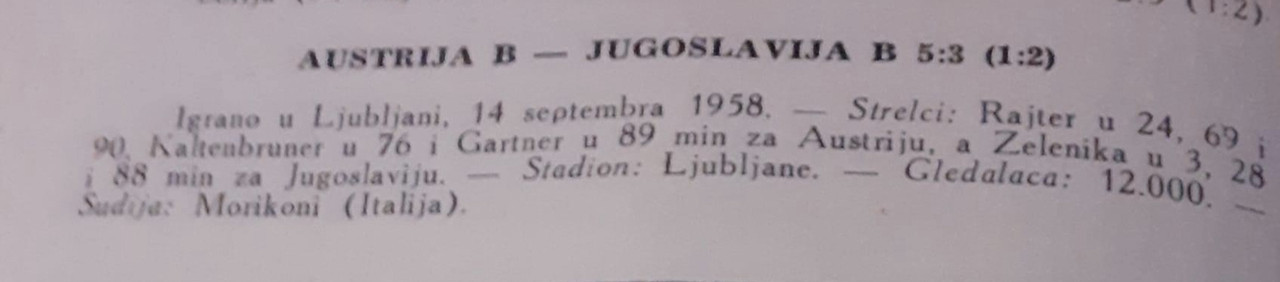 (1:2)
AUSTRIJA B — JUGOSLAVIJA B 5:3 (1:2)
Igrano u Ljubljani, 14 septembra 1958. — Strelci: Rajter u 24, 69 i
90, Kaltenbruner u 76 i Gartner u 89 min za Austriju, a Zelenika u 3, 28
i 88 min za Jugoslaviju. — Stadion: Ljubljane. — Gledalaca: 12.000. —
Sudija: Morikoni (Italija).